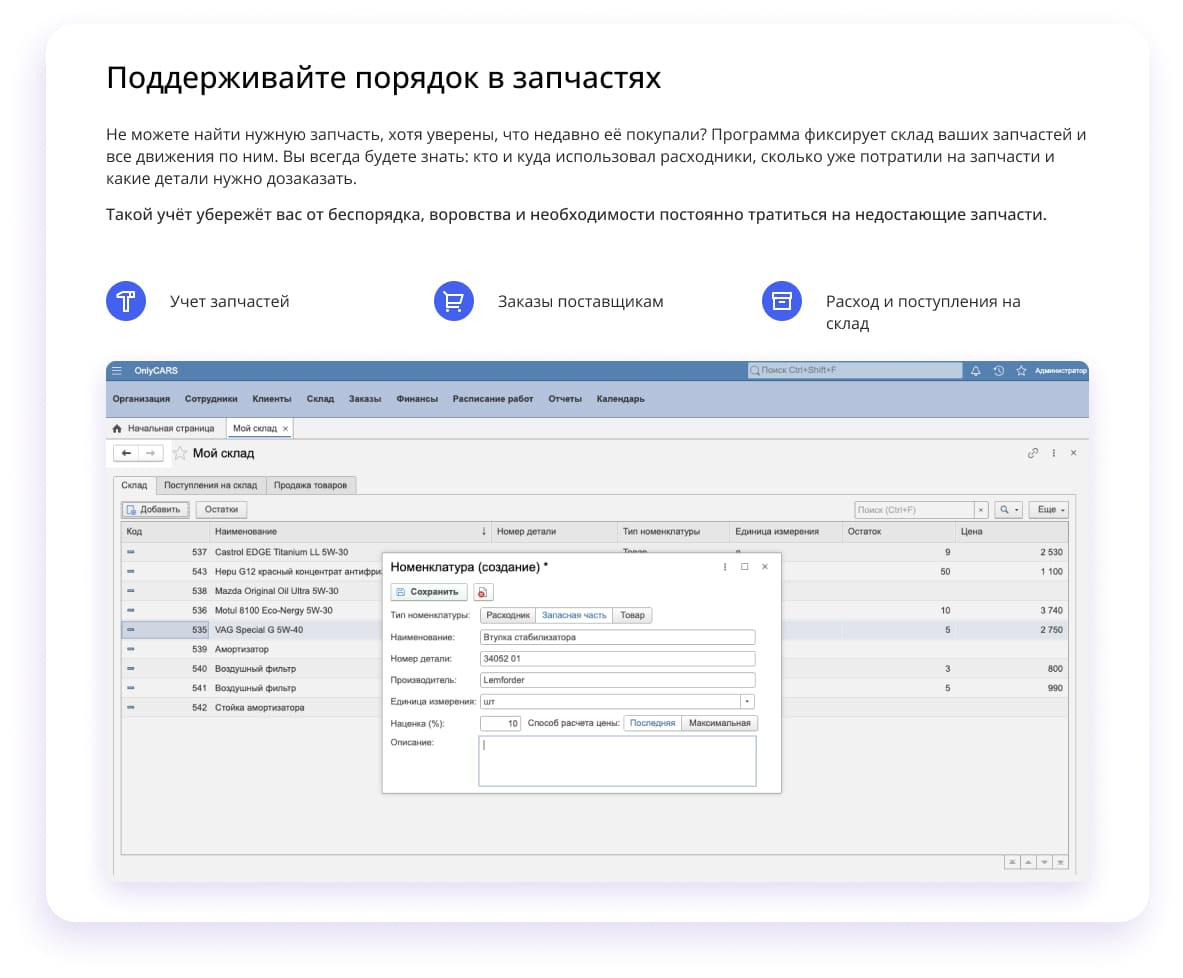 Поддерживайте порядок в запчастях
Не можете найти нужную запчасть, хотя уверены, что недавно её покупали? Программа фиксирует склад ваших запчастей и
все движения по ним. Вы всегда будете знать: кто и куда использовал расходники, сколько уже потратили на запчасти и
какие детали нужно дозаказать.
Такой учёт убережёт вас от беспорядка, воровства и необходимости постоянно тратиться на недостающие запчасти.
Учет запчастей
Заказы поставщикам
Расход и поступления на
склад
OnlyCARS Поиск Ctrl+Shift+F Администратор
Организация Сотрудники Клиенты Склад Заказы Финансы Расписание работ Отчеты Календарь
Начальная страница Мой склад ×
Мой склад
Склад Поступления на склад Продажа товаров
Добавить Остатки Поиск (Ctrl+F) × Еще
Код Наименование Номер детали Тип номенклатуры Единица измерения Остаток Цена
537 Castrol EDGE Titanium LL 5W-30 9 2 530
543 Hepu G12 красный концентрат антифри 50 1 100
538 Mazda Original Oil Ultra 5W-30
536 Motul 8100 Eco-Nergy 5W-30 10 3 740
535 VAG Special G 5W-40 5 2 750
539 Амортизатор
540 Воздушный фильтр 3 800
541 Воздушный фильтр 5 990
542 Стойка амортизатора
Номенклатура (создание) *
Сохранить
Тип номенклатуры: Расходник Запасная часть Товар
Наименование: Втулка стабилизатора
Номер детали: 34052 01
Производитель: Lemforder
Единица измерения: шт
Наценка (%): 10 Способ расчета цены: Последняя Максимальная
Описание: